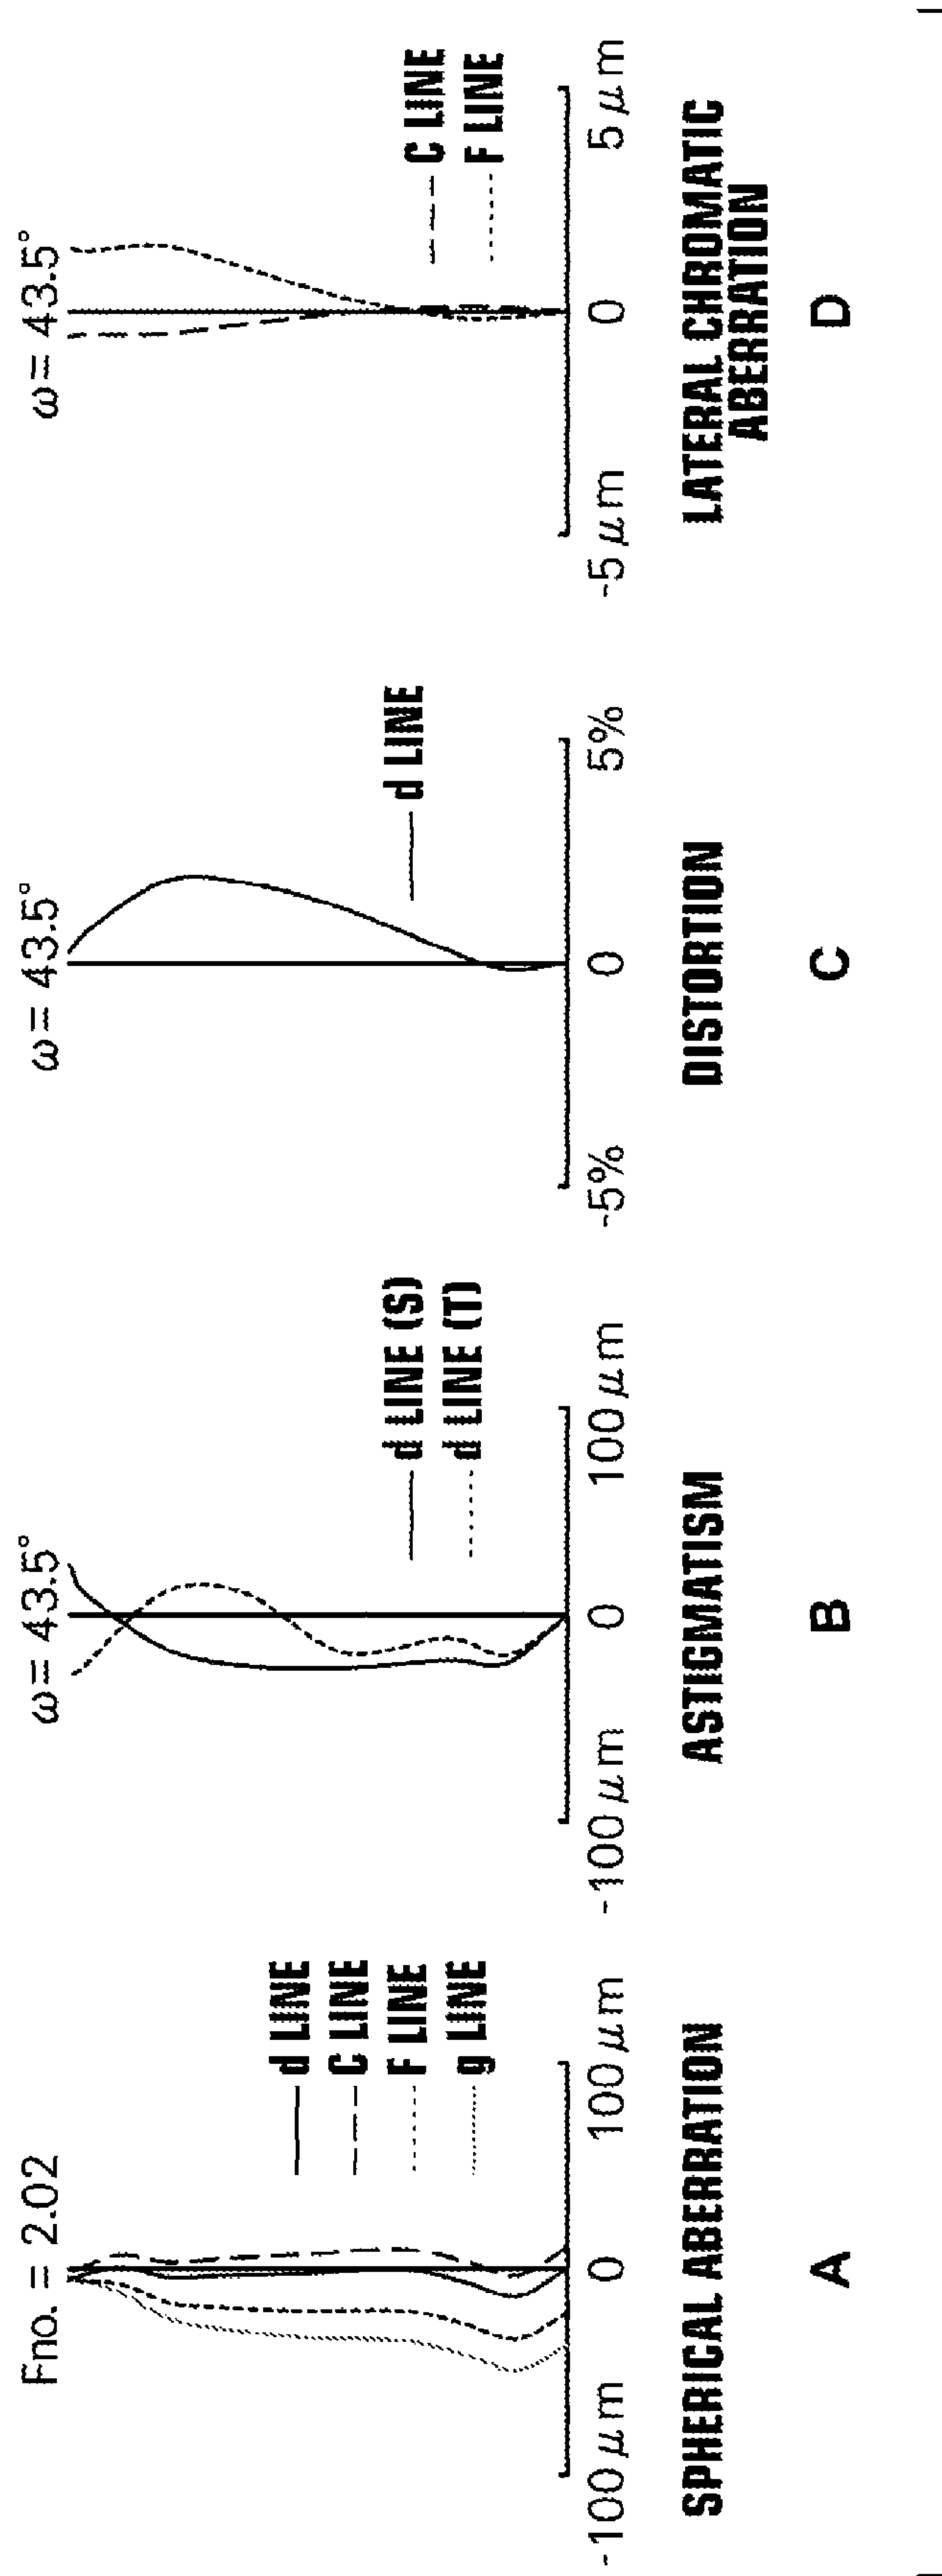 Fno. = 2.02
d LINE
C LINE
F LINE
g LINE
-100 μm
0
100 μm
SPHERICAL ABERRATION
A
ω= 43.5°
d LINE (S)
d LINE (T)
-100 μm
0
100 μm
ASTIGMATISM
B
ω= 43.5°
d LINE
-5%
0
5%
DISTORTION
C
ω= 43.5°
C LINE
F LINE
-5 μm
0
5 μm
LATERAL CHROMATIC
ABERRATION
D